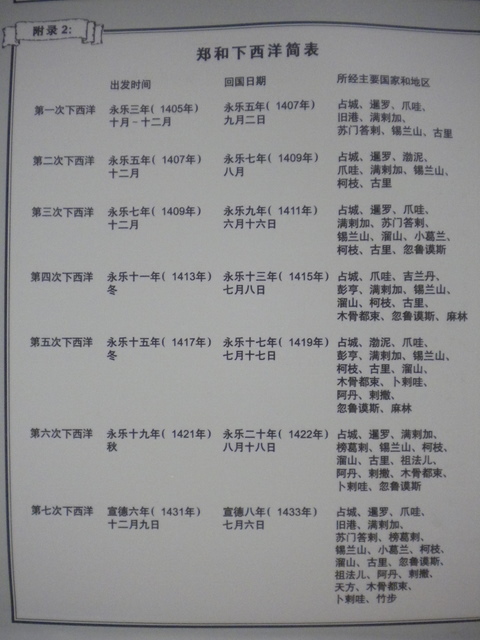 附录2:
郑和下西洋简表
出发时间 回国日期 所经主要国家和地区
第一次下西洋 永乐三年(1405年) 永乐五年(1407年) 占城、暹罗、爪哇、
十月－十二月 九月二日 旧港、满剌加、
苏门答剌、锡兰山、古里
第二次下西洋 永乐五年(1407年) 永乐七年(1409年) 占城、暹罗、渤泥、
十二月 八月 爪哇、满剌加、锡兰山、
柯枝、古里
第三次下西洋 永乐七年(1409年) 永乐九年(1411年) 占城、暹罗、爪哇、
十二月 六月十六日 满剌加、苏门答剌、
锡兰山、溜山、小葛兰、
柯枝、古里、忽鲁谟斯
第四次下西洋 永乐十一年(1413年) 永乐十三年(1415年) 占城、爪哇、吉兰丹、
冬 七月八日 彭亨、满剌加、锡兰山、
溜山、柯枝、古里、
木骨都束、忽鲁谟斯、麻林
第五次下西洋 永乐十五年(1417年) 永乐十七年(1419年) 占城、渤泥、爪哇、
冬 七月十七日 彭亨、满剌加、锡兰山、
柯枝、古里、溜山、
木骨都束、卜剌哇、
阿丹、剌撒、
忽鲁谟斯、麻林
第六次下西洋 永乐十九年(1421年) 永乐二十年(1422年) 占城、暹罗、满剌加、
秋 八月十八日 榜葛剌、锡兰山、柯枝、
溜山、古里、祖法儿、
阿丹、剌撒、木骨都束、
卜剌哇、忽鲁谟斯
第七次下西洋 宣德六年(1431年) 宣德八年(1433年) 占城、暹罗、爪哇、
十二月九日 七月六日 旧港、满剌加、
苏门答剌、榜葛剌、
锡兰山、小葛兰、柯枝、
溜山、古里、忽鲁谟斯、
祖法儿、阿丹、剌撒、
天方、木骨都束、
卜剌哇、竹步